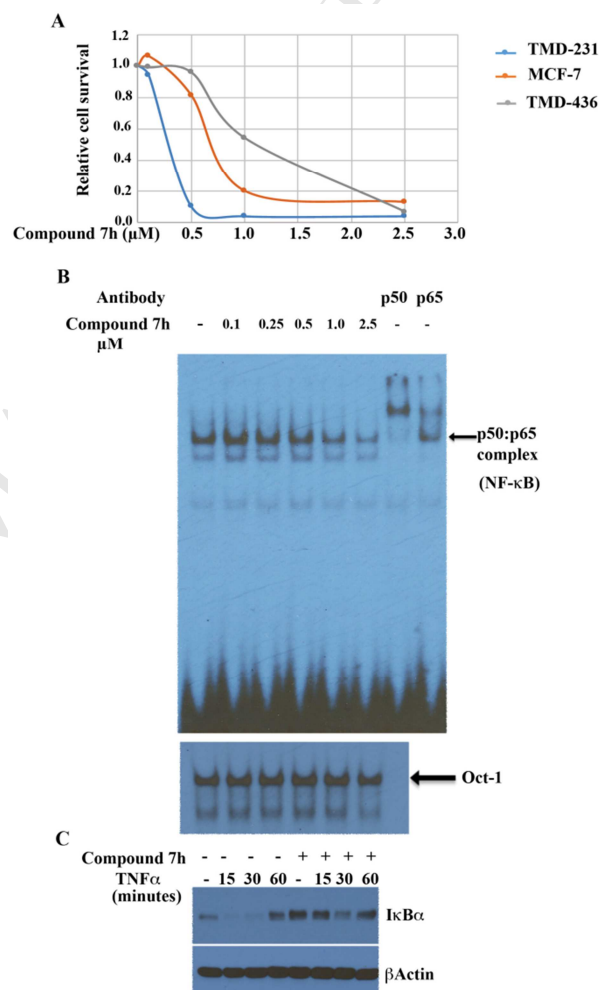 A
1.2
1.0
0.8
0.6
0.4
0.2
0.0
Relative cell survival
Compound 7h (µM) 0.5 1.0 1.5 2.0 2.5 3.0
TMD-231
MCF-7
TMD-436
B
Antibody p50 p65
Compound 7h - 0.1 0.25 0.5 1.0 2.5 - -
µM
p50:p65
complex
(NF-κB)
Oct-1
C
Compound 7h - - - - + + + +
TNFα - 15 30 60 - 15 30 60
(minutes)
IκBα
βActin